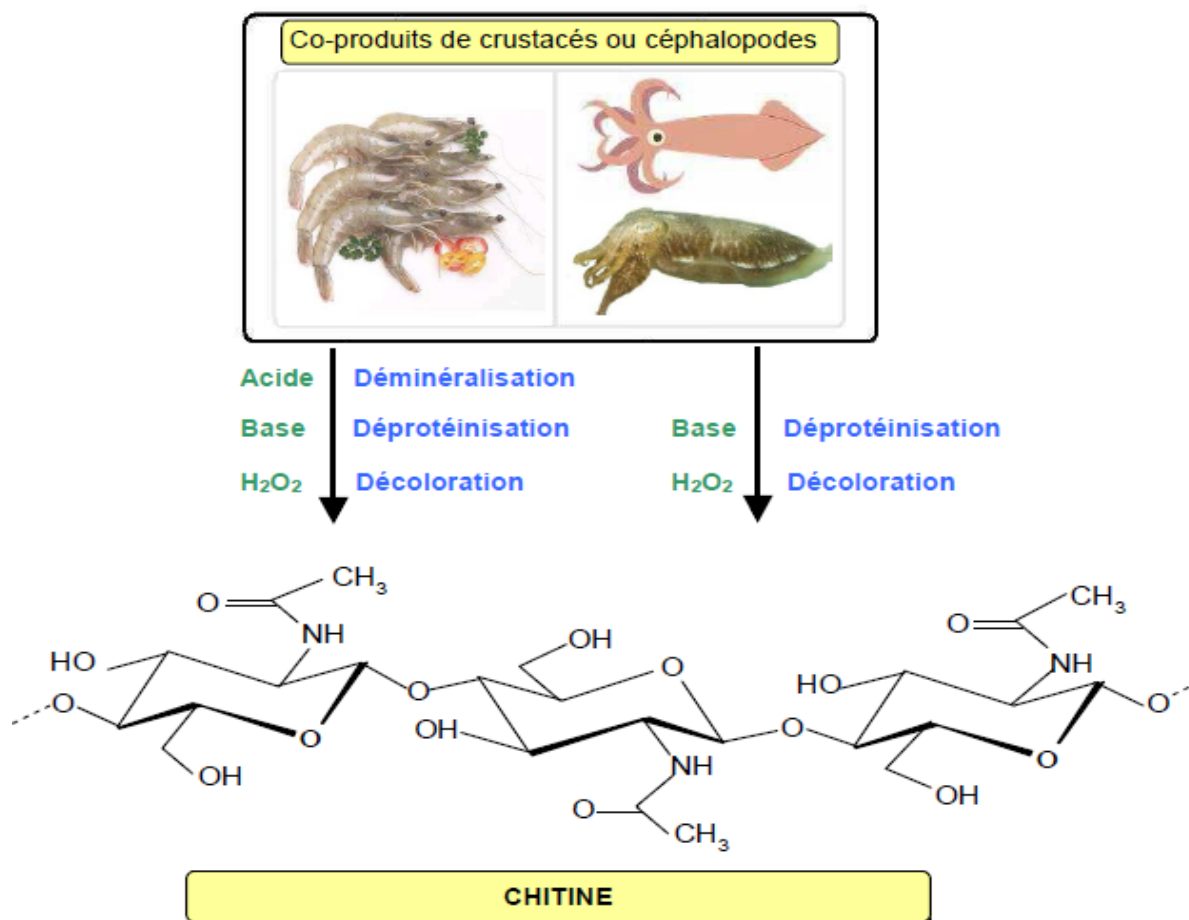 Co-produits de crustacés ou céphalopodes
Acide Déminéralisation
Base Déprotéinisation
H₂O₂ Décoloration
Base Déprotéinisation
H₂O₂ Décoloration
O
CH₃
NH
HO
O
O
OH
O
OH
O
HO
NH
O
CH₃
O
O
CH₃
NH
HO
O
O
OH
CHITINE